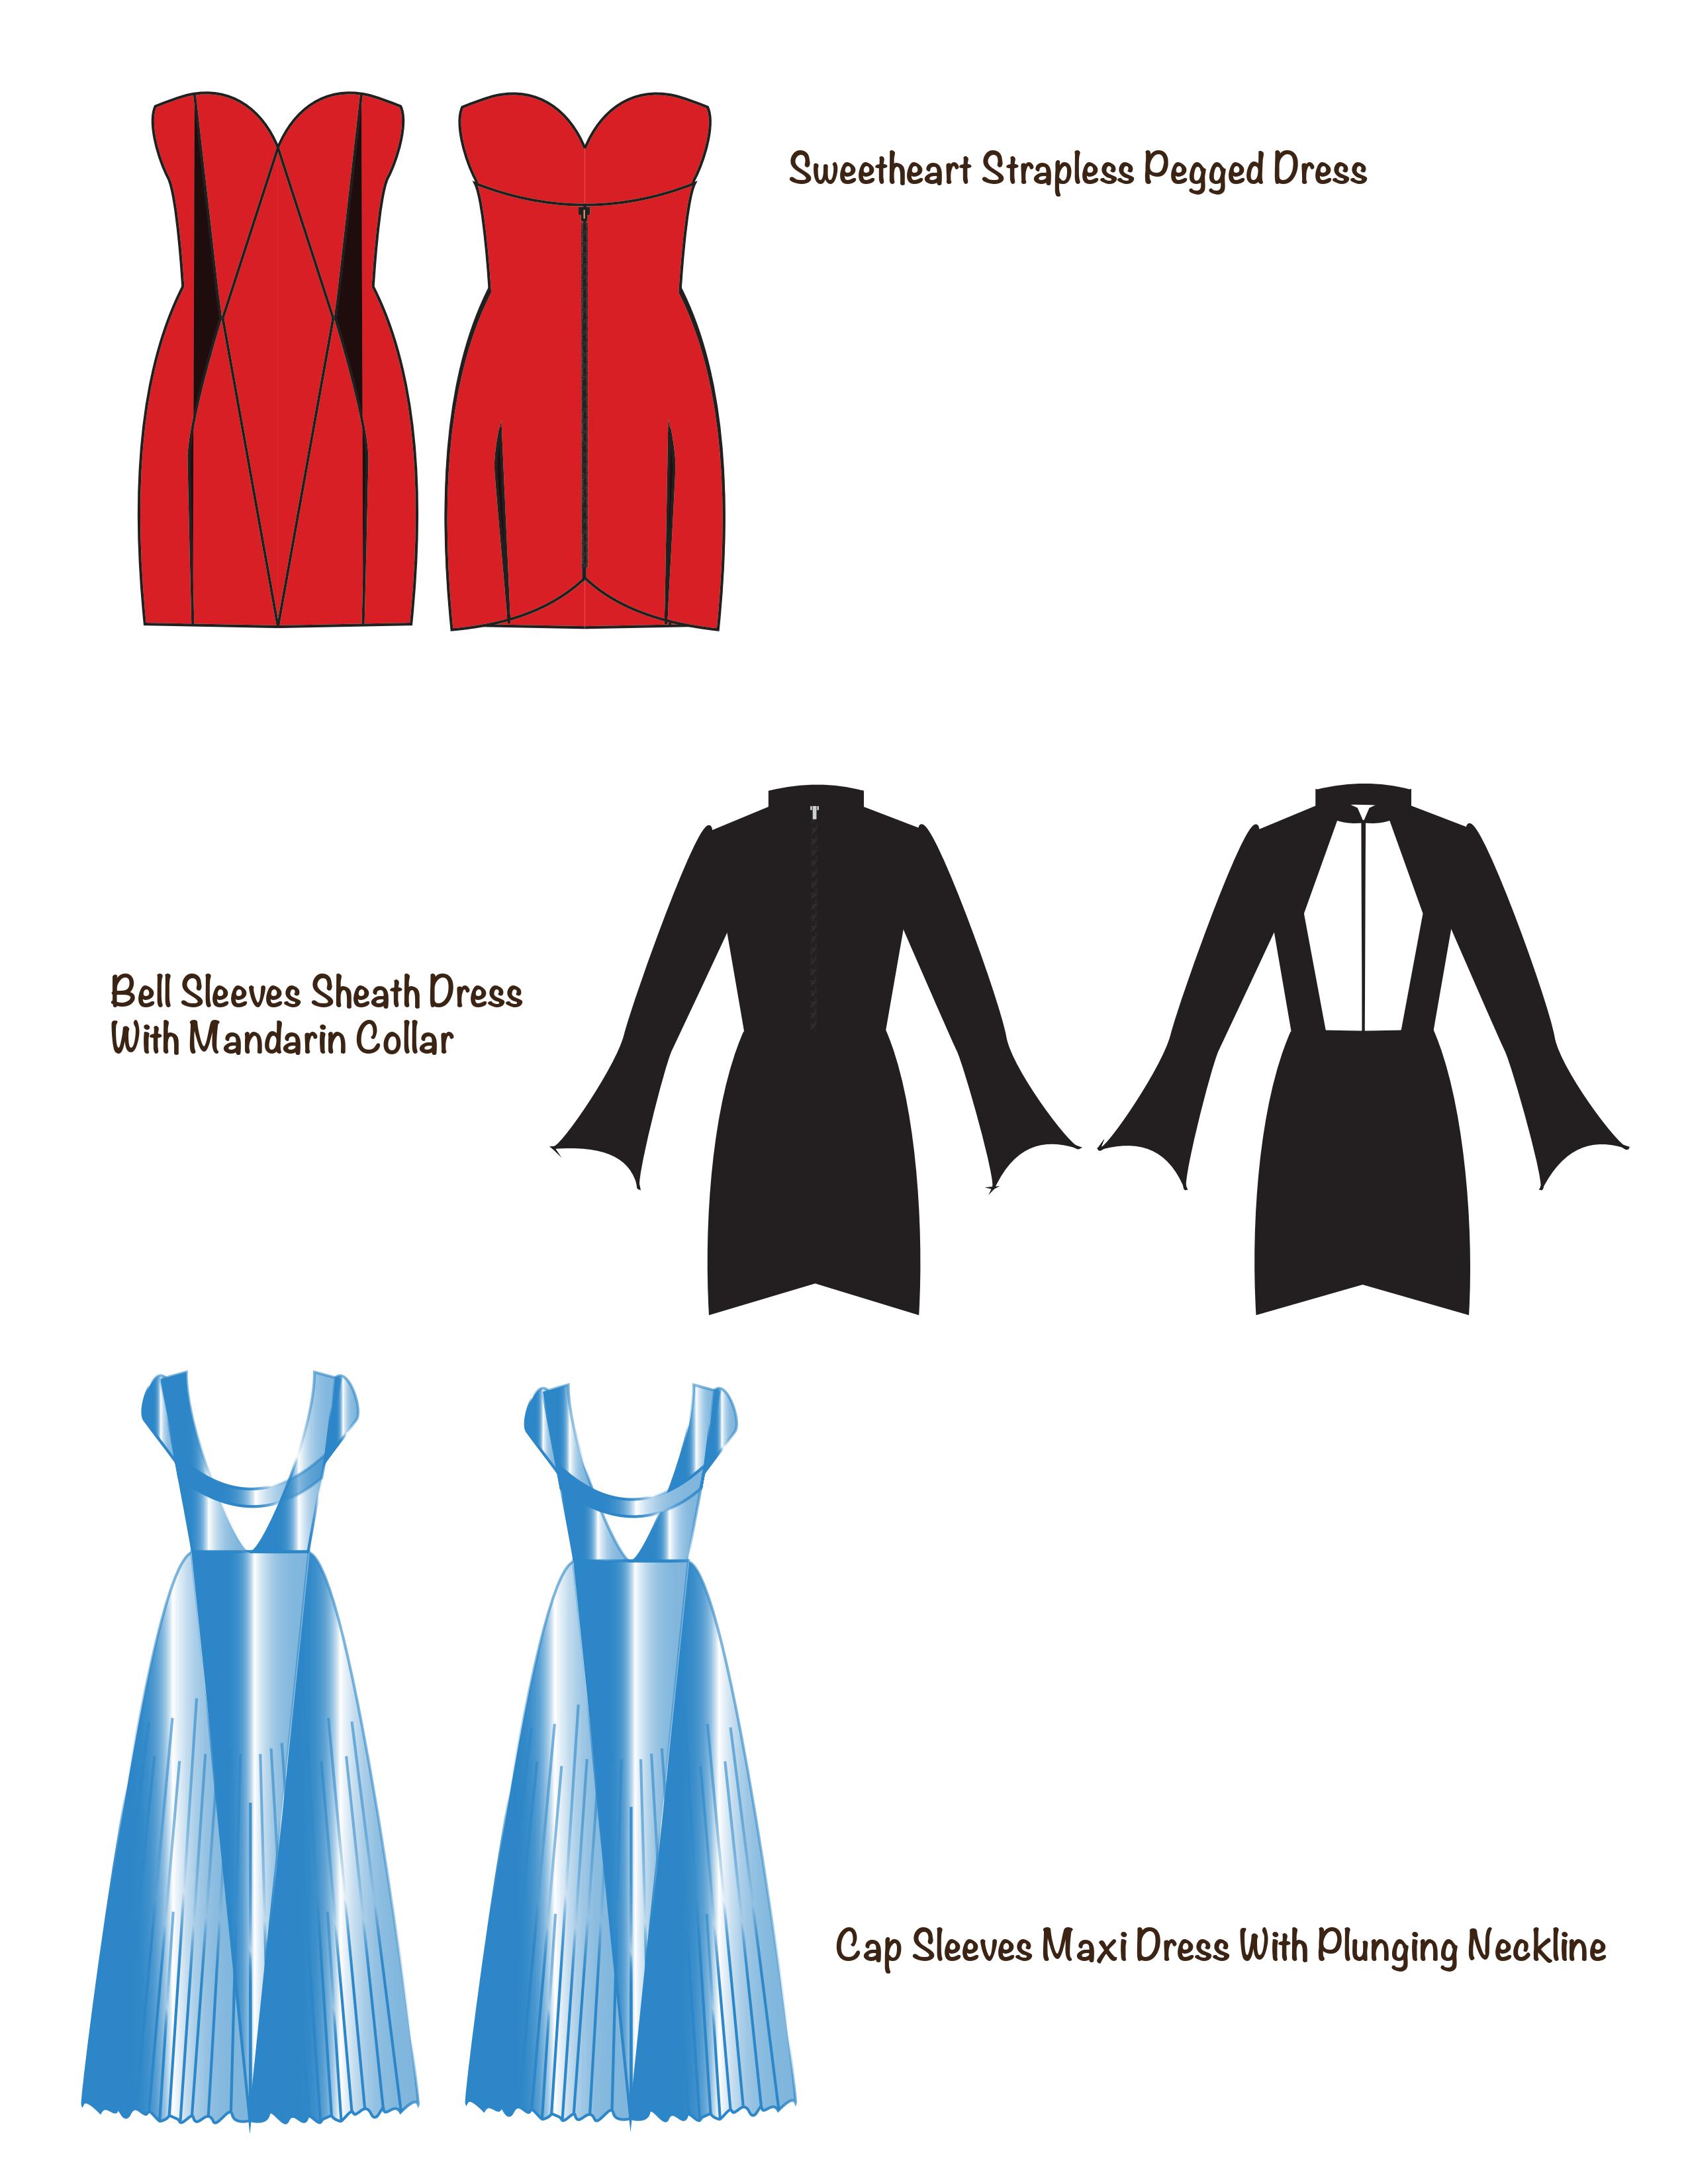 Sweetheart Strapless Pegged Dress
Bell Sleeves Sheath Dress
With Mandarin Collar
Cap Sleeves Maxi Dress With Plunging Neckline